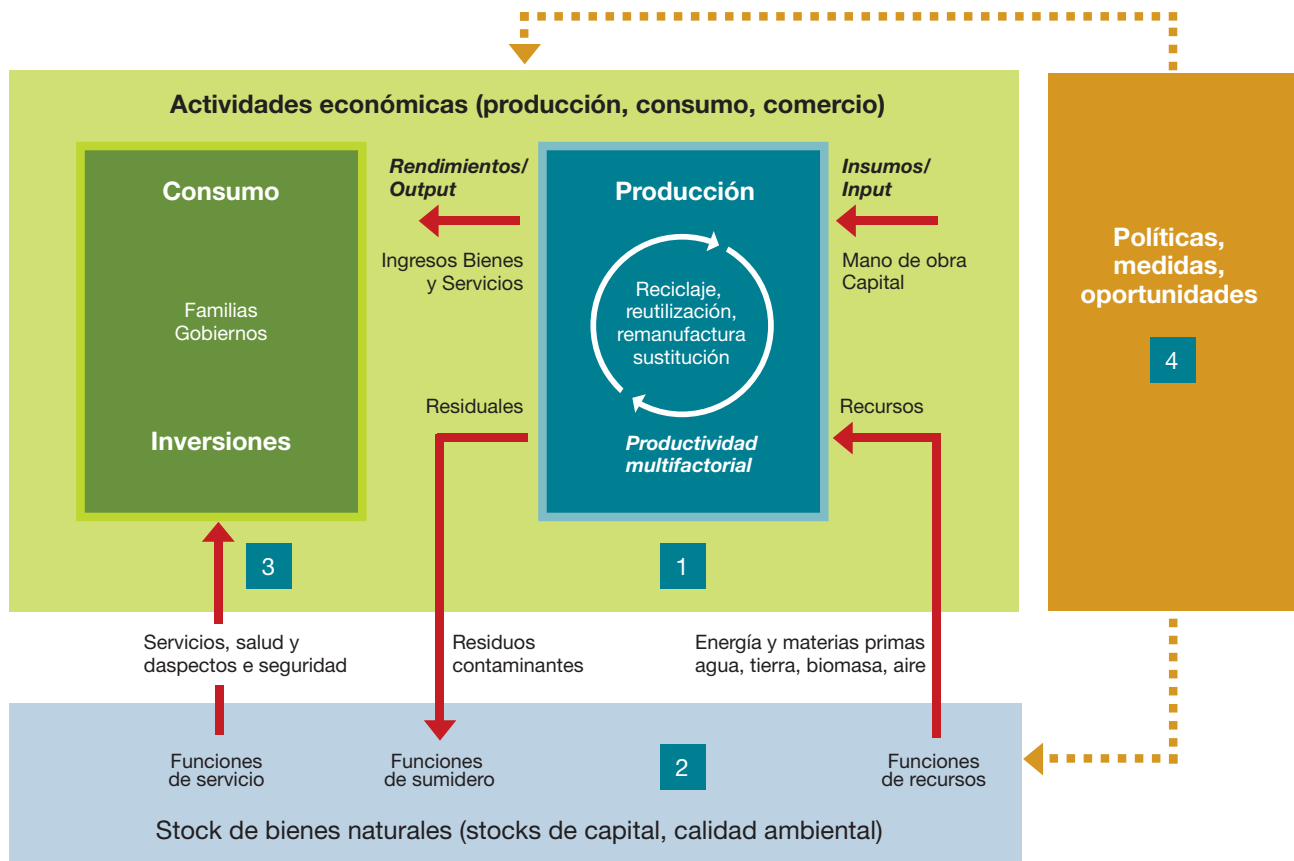 Actividades económicas (producción, consumo, comercio)
Consumo
Familias
Gobiernos
Inversiones
3
Rendimientos/
Output
Ingresos Bienes
y Servicios
Residuales
Producción
Reciclaje,
reutilización,
remanufactura
sustitución
Productividad
multifactorial
1
Insumos/
Input
Mano de obra
Capital
Recursos
Políticas,
medidas,
oportunidades
4
Servicios, salud y
daspectos e seguridad
Residuos
contaminantes
Energía y materias primas
agua, tierra, biomasa, aire
Funciones
de servicio
Funciones
de sumidero
2
Funciones
de recursos
Stock de bienes naturales (stocks de capital, calidad ambiental)